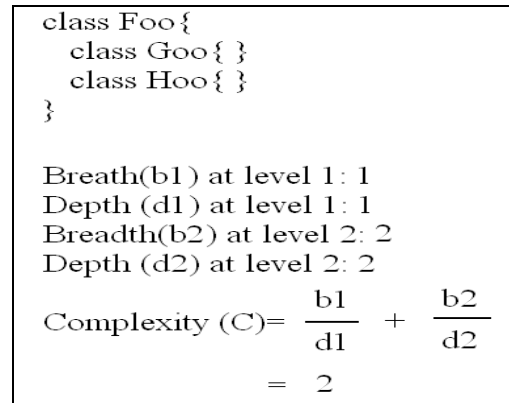 class Foo{
class Goo{ }
class Hoo{ }
}
Breath(b1) at level 1: 1
Depth (d1) at level 1: 1
Breadth(b2) at level 2: 2
Depth (d2) at level 2: 2
Complexity (C)= b1/d1 + b2/d2
= 2